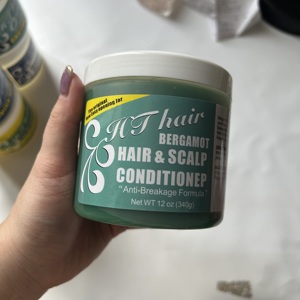 HT hair
BERGAMOT
HAIR & SCALP
CONDITIONEP
"Anti-Breakage Formula"
Net WT 12 oz (340g)